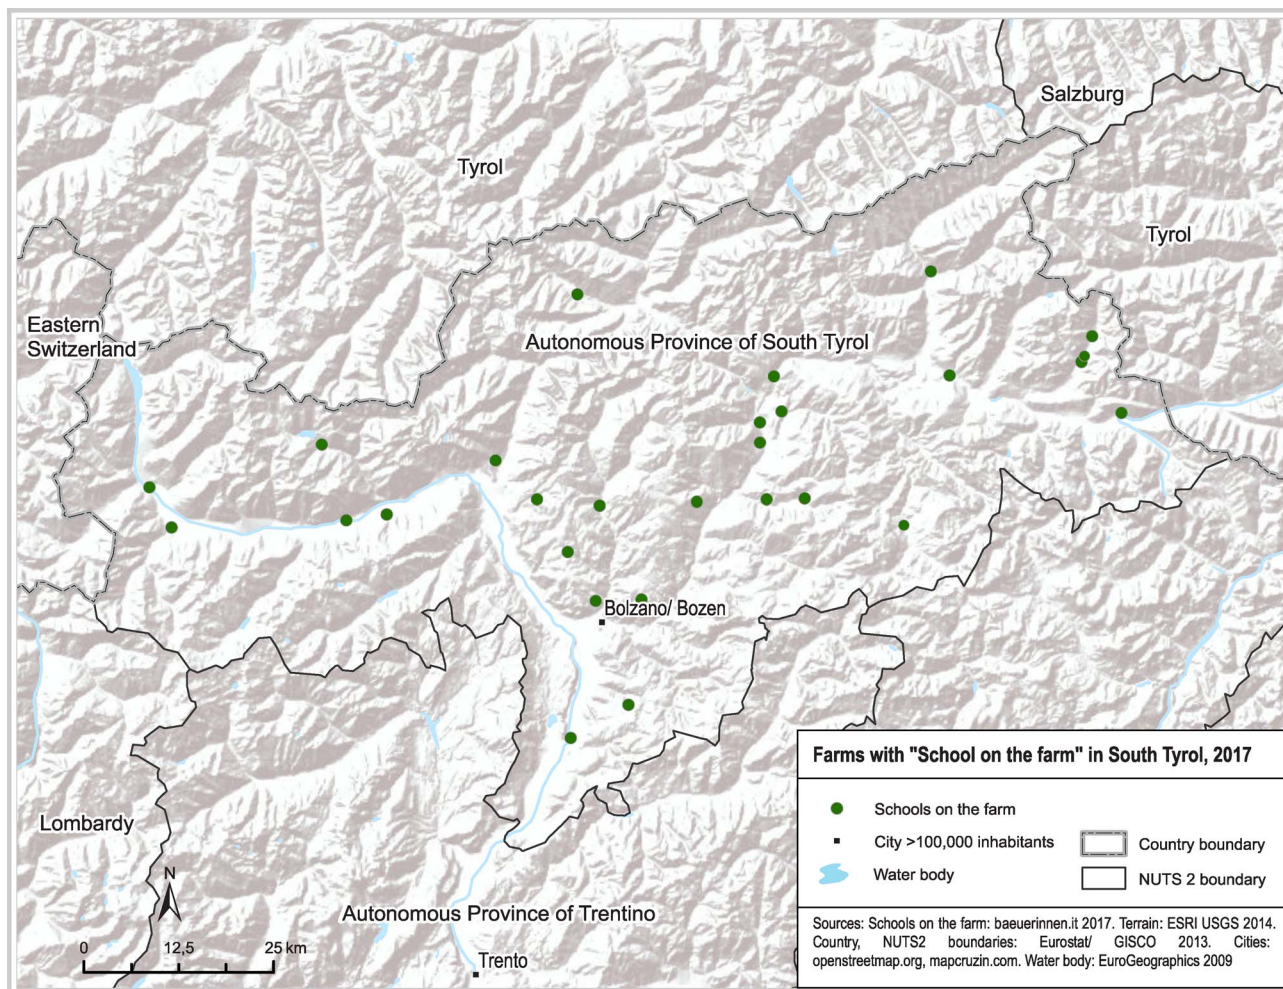 Salzburg
Tyrol
Tyrol
Eastern
Switzerland
Autonomous Province of South Tyrol
Bolzano/ Bozen
Farms with "School on the farm" in South Tyrol, 2017
Schools on the farm
City >100,000 inhabitants
Country boundary
Water body
NUTS 2 boundary
Lombardy
N
Autonomous Province of Trentino
0 12,5 25 km
Trento
Sources: Schools on the farm: baeuerinnen.it 2017. Terrain: ESRI USGS 2014.
Country, NUTS2 boundaries: Eurostat/ GISCO 2013. Cities:
openstreetmap.org, mapcruzin.com. Water body: EuroGeographics 2009